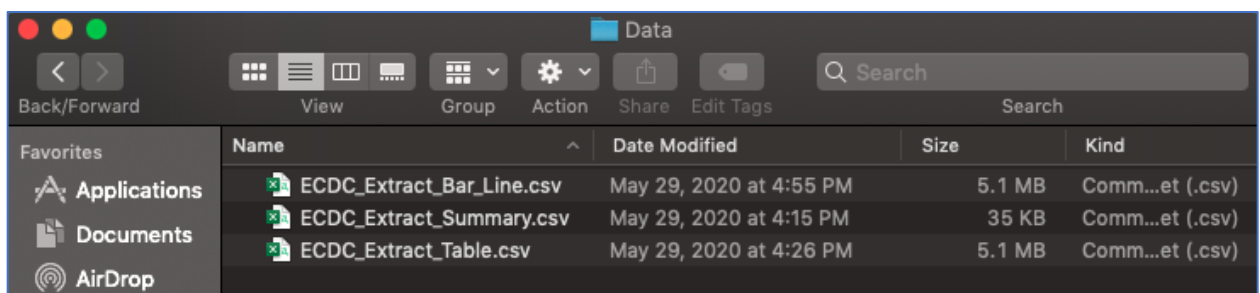 Data
Search
Back/Forward View Group Action Share Edit Tags Search
Favorites Name Date Modified Size Kind
Applications ECDC_Extract_Bar_Line.csv May 29, 2020 at 4:55 PM 5.1 MB Comm...et (.csv)
Documents ECDC_Extract_Summary.csv May 29, 2020 at 4:15 PM 35 KB Comm...et (.csv)
AirDrop ECDC_Extract_Table.csv May 29, 2020 at 4:26 PM 5.1 MB Comm...et (.csv)